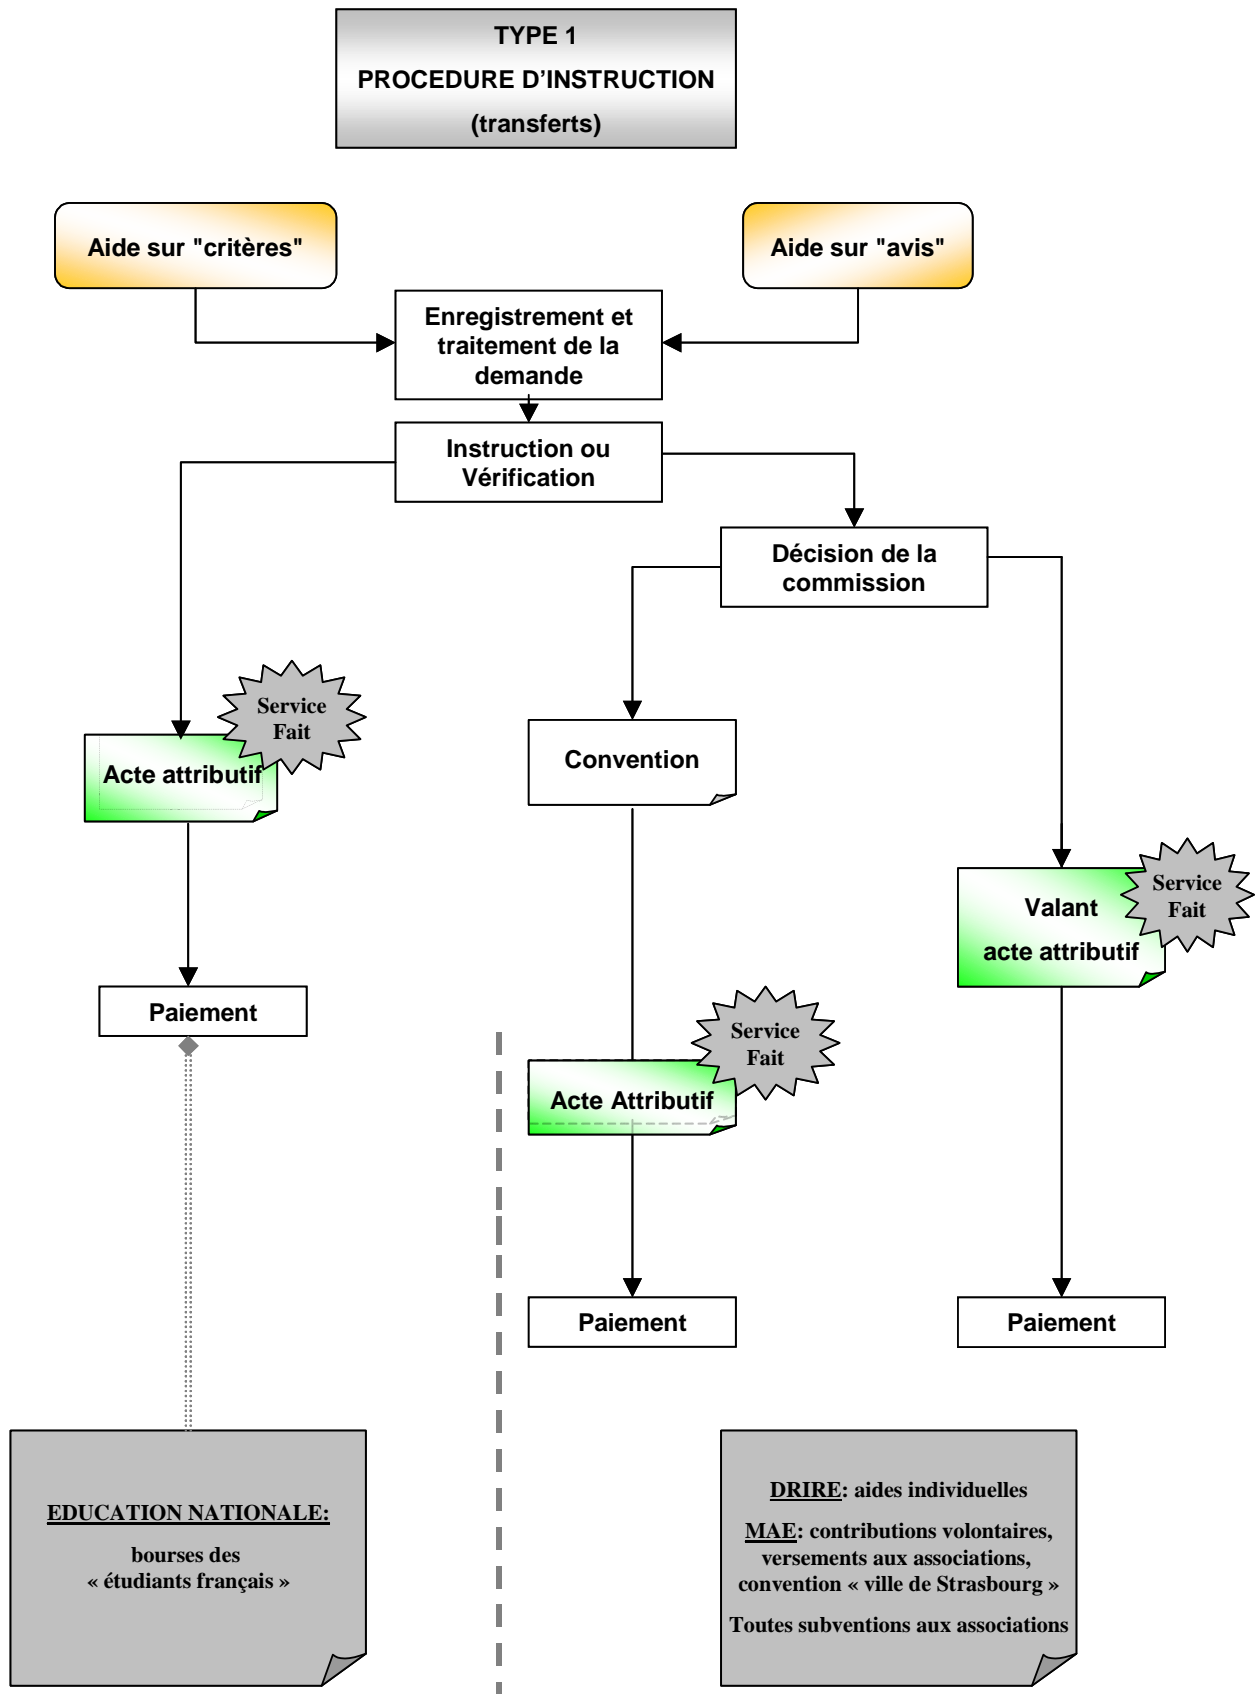 TYPE 1
PROCEDURE D'INSTRUCTION
(transferts)
Aide sur "critères"
Aide sur "avis"
Enregistrement et
traitement de la
demande
Instruction ou
Vérification
Décision de la
commission
Service
Fait
Acte attributif
Convention
Service
Fait
Valant
acte attributif
Paiement
Service
Fait
Acte Attributif
Paiement
Paiement
EDUCATION NATIONALE:
bourses des
« étudiants français »
DRIRE: aides individuelles
MAE: contributions volontaires,
versements aux associations,
convention « ville de Strasbourg »
Toutes subventions aux associations